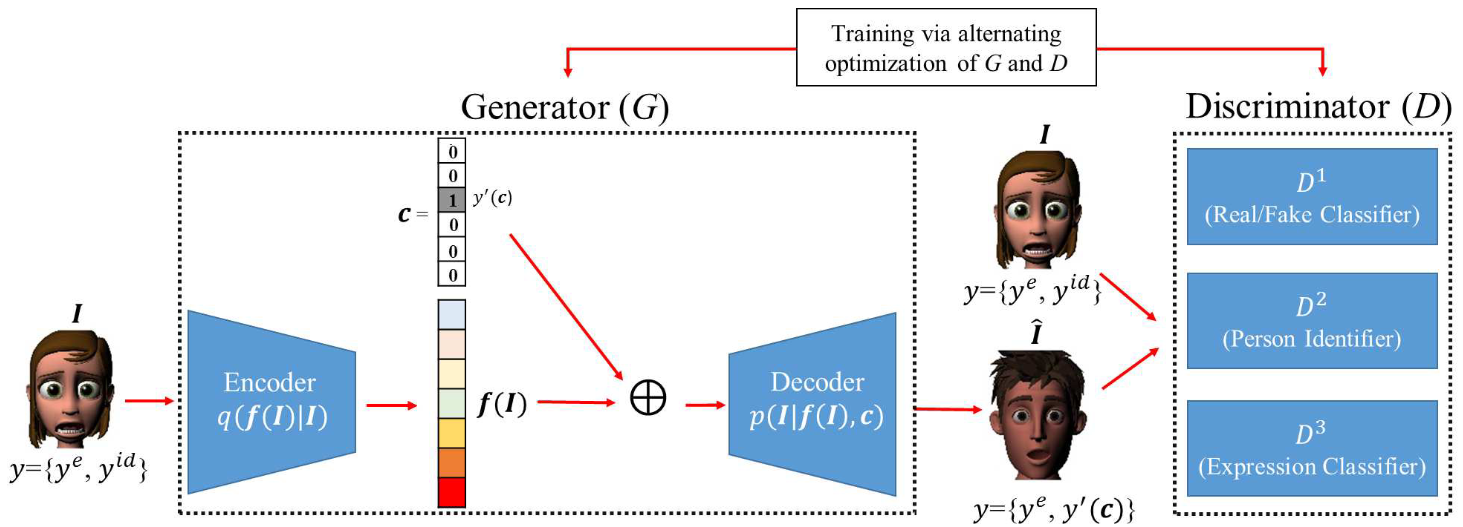 Training via alternating
optimization of G and D
Generator (G)
Discriminator (D)
0
0
1
0
0
0
y′(c)
c =
I
y={yᵉ, yⁱᵈ}
Encoder
q(f(I)|I)
f(I)
⊕
Decoder
p(I|f(I),c)
I
y={yᵉ, yⁱᵈ}
Î
y={yᵉ, y′(c)}
D¹
(Real/Fake Classifier)
D²
(Person Identifier)
D³
(Expression Classifier)